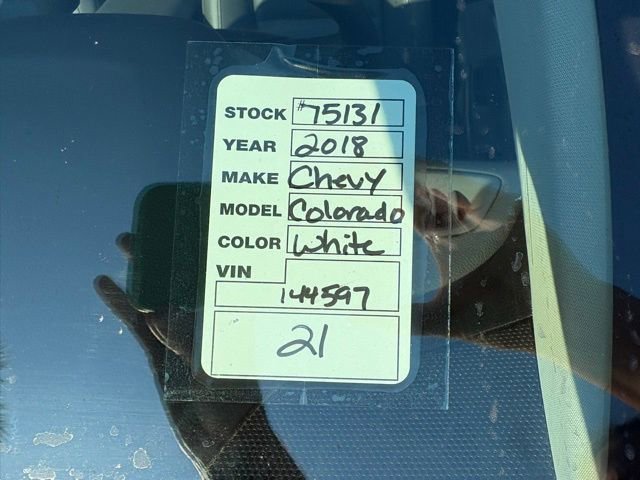 STOCK #75131
YEAR 2018
MAKE Chevy
MODEL Colorado
COLOR White
VIN
144597
21